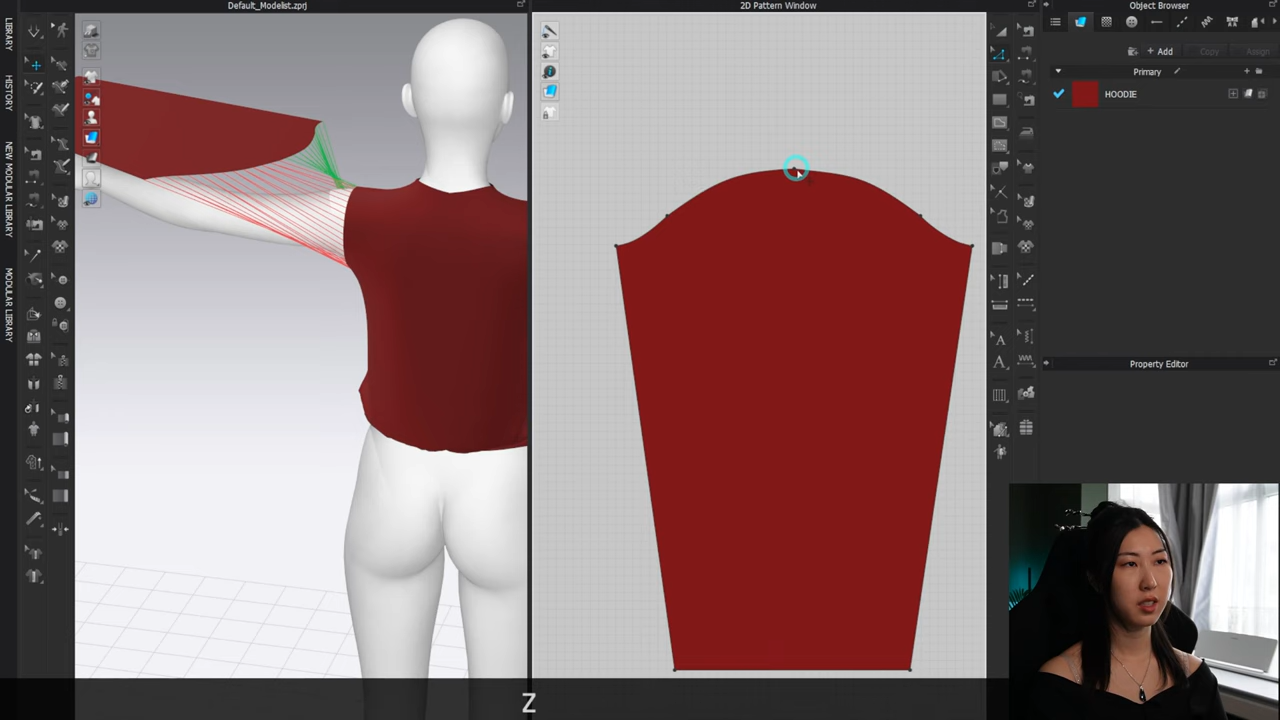 Default_Modelist.zprj
2D Pattern Window
Object Browser
LIBRARY
HISTORY
NEW MODULAR LIBRARY
MODULAR LIBRARY
+ Add
Copy
Assign
Primary
HOODIE
Property Editor
A
A
Z